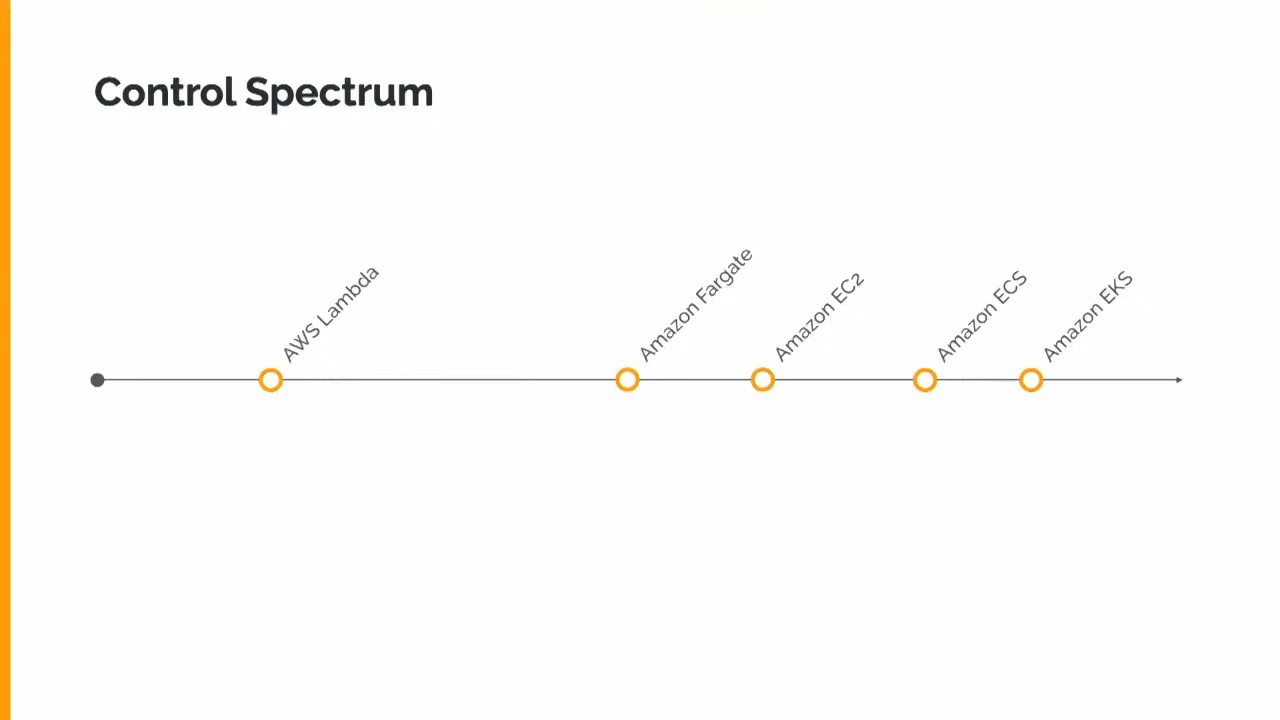 Control Spectrum
AWS Lambda
Amazon Fargate
Amazon EC2
Amazon ECS
Amazon EKS